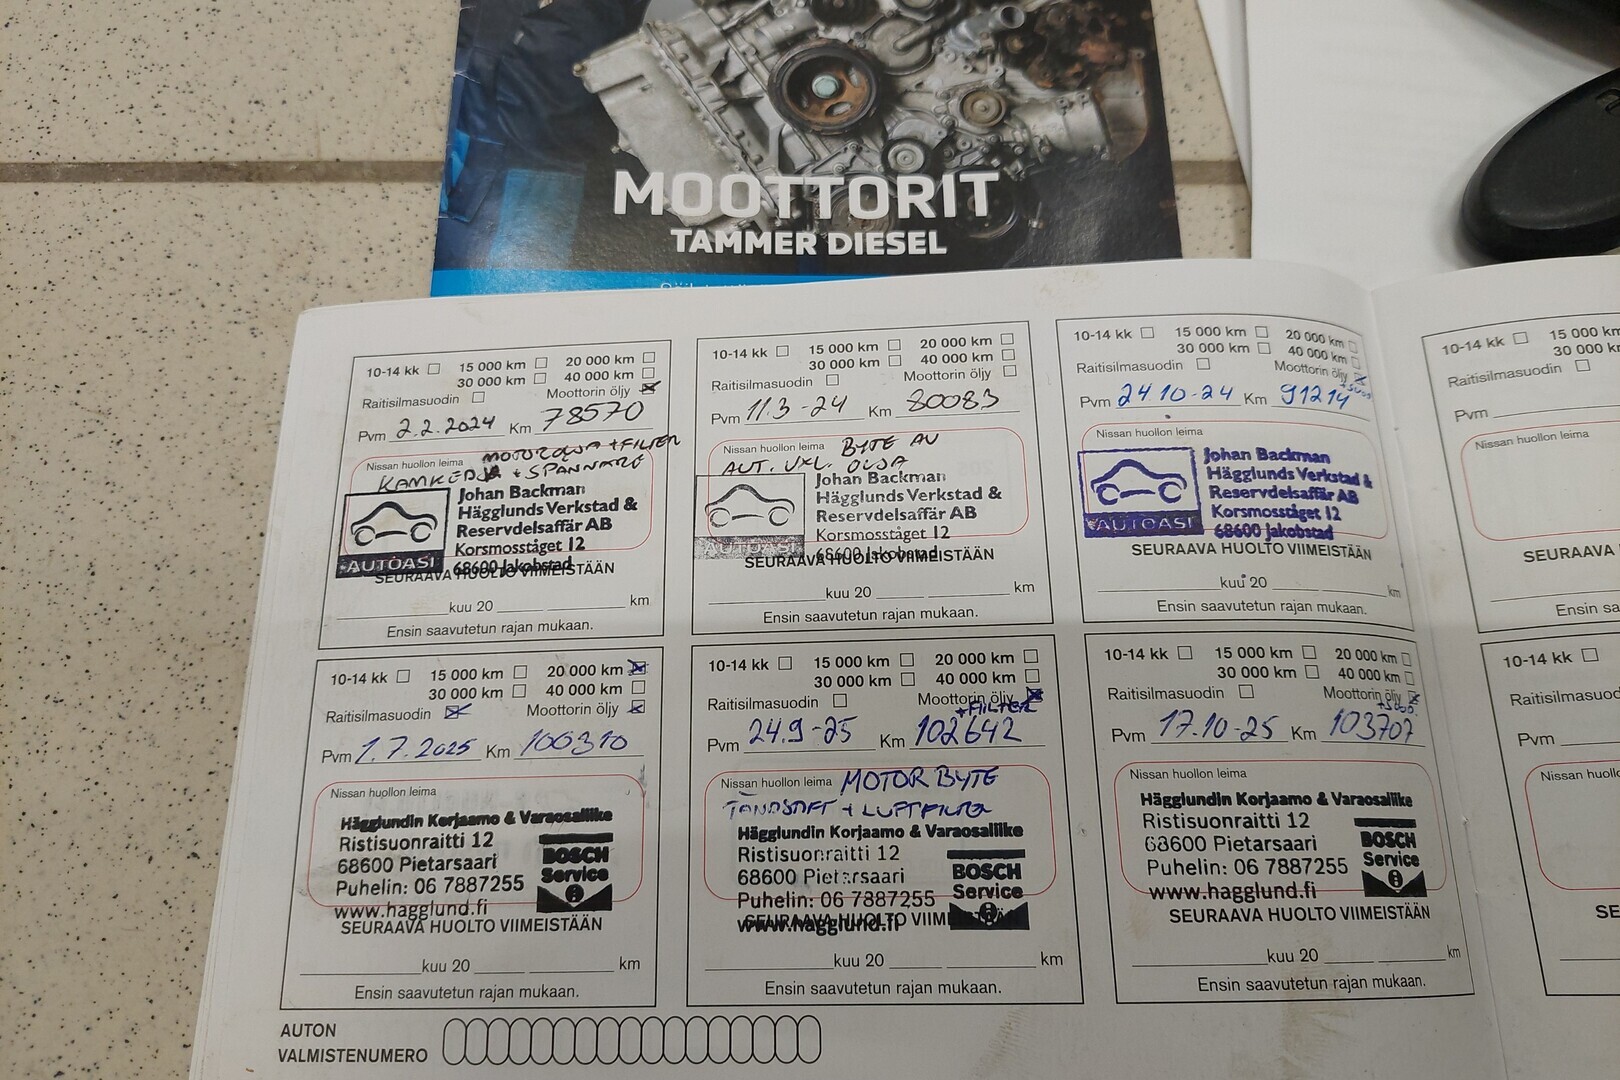 MOOTTORIT
TAMMER DIESEL
10-14 kk 15 000 km 20 000 km
30 000 km 40 000 km
Raitisilmasuodin Moottorin öljy
Pvm 2.2.2024 Km 78570
MOTOROLJA + FILTER
Nissan huollon leima
KAMKEDJA + SPÄNNARE
Johan Backman
Hägglunds Verkstad &
Reservdelsaffär AB
Korsmosståget 12
68600 Jakobstad
AUTOASI
SEURAAVA HUOLTO VIIMEISTÄÄN
kuu 20 km
Ensin saavutetun rajan mukaan.
10-14 kk 15 000 km 20 000 km
30 000 km 40 000 km
Raitisilmasuodin Moottorin öljy
Pvm 11.3-24 Km 80083
Nissan huollon leima BYTE AV
AUT. VXL. OLJA
Johan Backman
Hägglunds Verkstad &
Reservdelsaffär AB
Korsmosståget 12
68600 Jakobstad
AUTOASI
SEURAAVA HUOLTO VIIMEISTÄÄN
kuu 20 km
Ensin saavutetun rajan mukaan.
10-14 kk 15 000 km 20 000 km
30 000 km 40 000 km
Raitisilmasuodin Moottorin öljy
Pvm 24.10-24 Km 91214
Nissan huollon leima
Johan Backman
Hägglunds Verkstad &
Reservdelsaffär AB
Korsmosståget 12
68600 Jakobstad
AUTOASI
SEURAAVA HUOLTO VIIMEISTÄÄN
kuu 20 km
Ensin saavutetun rajan mukaan.
10-14 kk 15 000 km
30 000 km
Raitisilmasuodin
Pvm
Nissan huollon leima
SEURAAVA
Ensin
10-14 kk 15 000 km 20 000 km
30 000 km 40 000 km
Raitisilmasuodin Moottorin öljy
Pvm 1.7.2025 Km 100310
Nissan huollon leima
Hägglundin Korjaamo & Varaosaliike
Ristisuonraitti 12
68600 Pietarsaari
Puhelin: 06 7887255
www.hagglund.fi
BOSCH
Service
SEURAAVA HUOLTO VIIMEISTÄÄN
kuu 20 km
Ensin saavutetun rajan mukaan.
10-14 kk 15 000 km 20 000 km
30 000 km 40 000 km
Raitisilmasuodin Moottorin öljy
+FILTER
Pvm 24.9-25 Km 102642
Nissan huollon leima MOTOR BYTE
TÄNDSTIFT + LUFTFILTER
Hägglundin Korjaamo & Varaosaliike
Ristisuonraitti 12
68600 Pietarsaari
Puhelin: 06 7887255
www.hagglund.fi
BOSCH
Service
SEURAAVA HUOLTO VIIMEISTÄÄN
kuu 20 km
Ensin saavutetun rajan mukaan.
10-14 kk 15 000 km 20 000 km
30 000 km 40 000 km
Raitisilmasuodin Moottorin öljy
Pvm 17.10-25 Km 103707
Nissan huollon leima
Hägglundin Korjaamo & Varaosaliike
Ristisuonraitti 12
68600 Pietarsaari
Puhelin: 06 7887255
www.hagglund.fi
BOSCH
Service
SEURAAVA HUOLTO VIIMEISTÄÄN
kuu 20 km
Ensin saavutetun rajan mukaan.
10-14 kk 15 000
30 000
Pvm
AUTON
VALMISTENUMERO